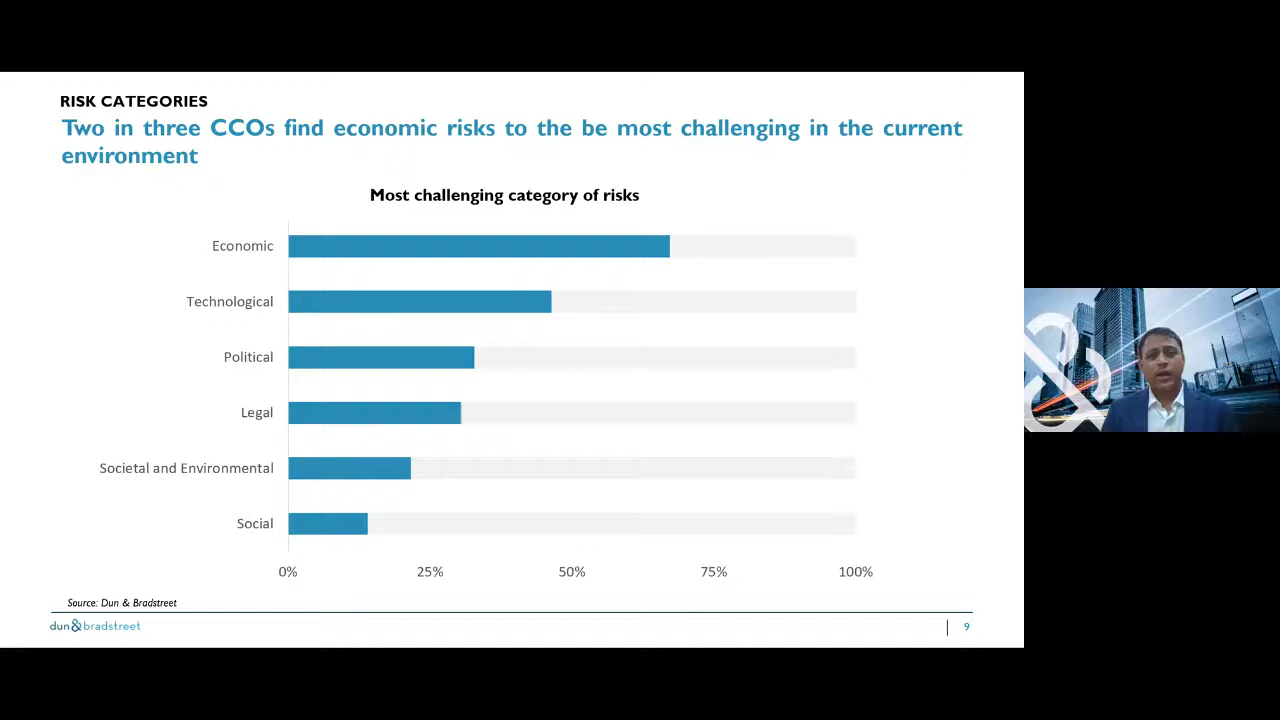 RISK CATEGORIES
Two in three CCOs find economic risks to the be most challenging in the current
environment
Most challenging category of risks
Economic
Technological
Political
Legal
Societal and Environmental
Social
0% 25% 50% 75% 100%
Source: Dun & Bradstreet
dun&bradstreet
9
&